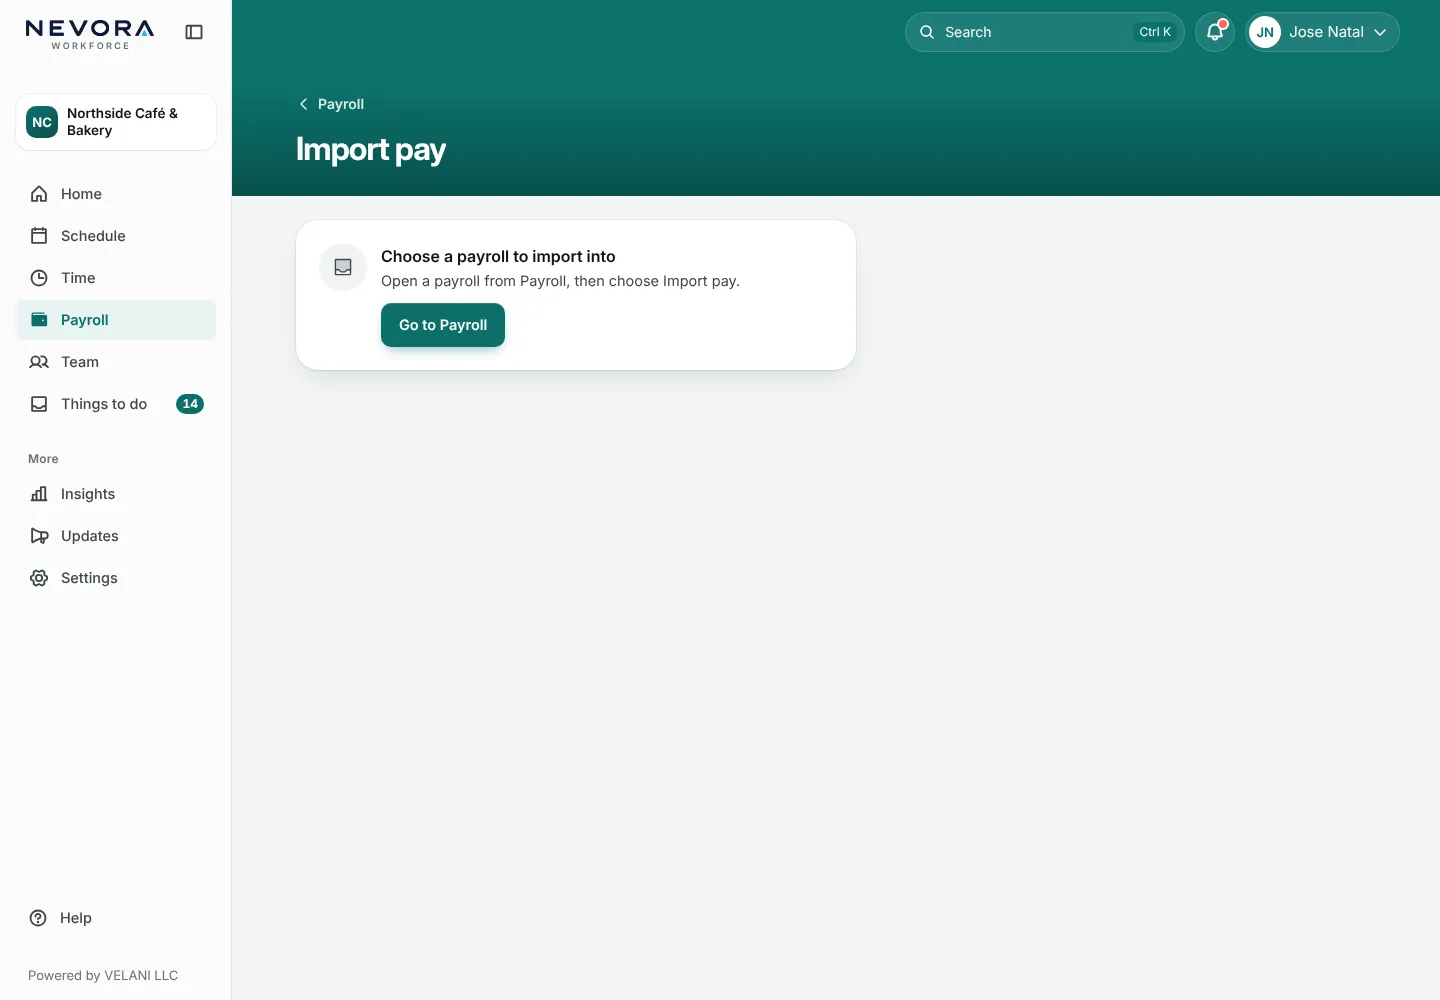 NEVORA
WORKFORCE
Search
Ctrl K
JN
Jose Natal
NC
Northside Café &
Bakery
Payroll
Import pay
Home
Schedule
Time
Payroll
Team
Things to do
14
More
Insights
Updates
Settings
Choose a payroll to import into
Open a payroll from Payroll, then choose Import pay.
Go to Payroll
Help
Powered by VELANI LLC